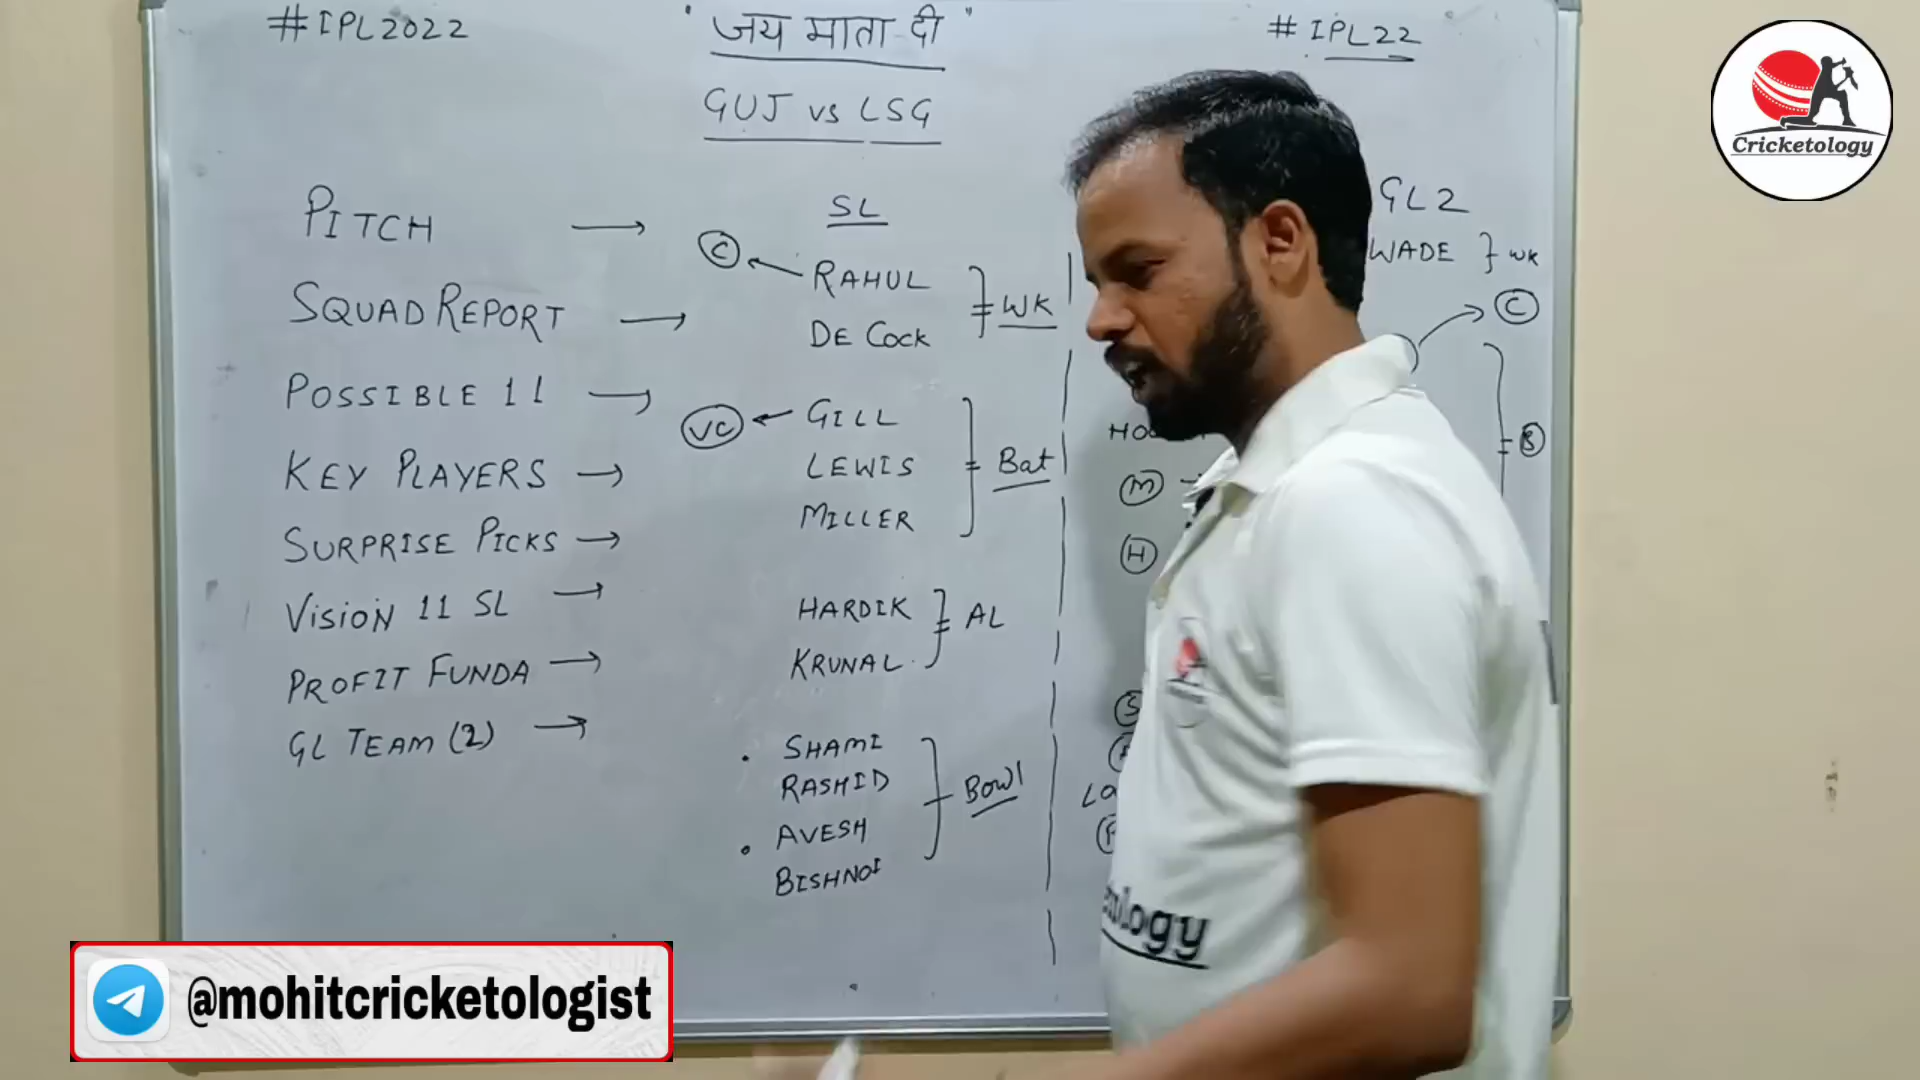 #IPL2022
"जय माता दी"
#IPL22
Cricketology
GUJ vs LSG
PITCH →
SQUAD REPORT →
POSSIBLE 11 →
KEY PLAYERS →
SURPRISE PICKS →
VISION 11 SL →
PROFIT FUNDA →
GL TEAM (2) →
SL
C ← RAHUL
DE COCK
WK
VC ← GILL
LEWIS
MILLER
Bat
HARDIK
KRUNAL
AL
SHAMI
RASHID
AVESH
BISHNOI
Bowl
GL2
WADE } WK
C
M
H
@mohitcricketologist